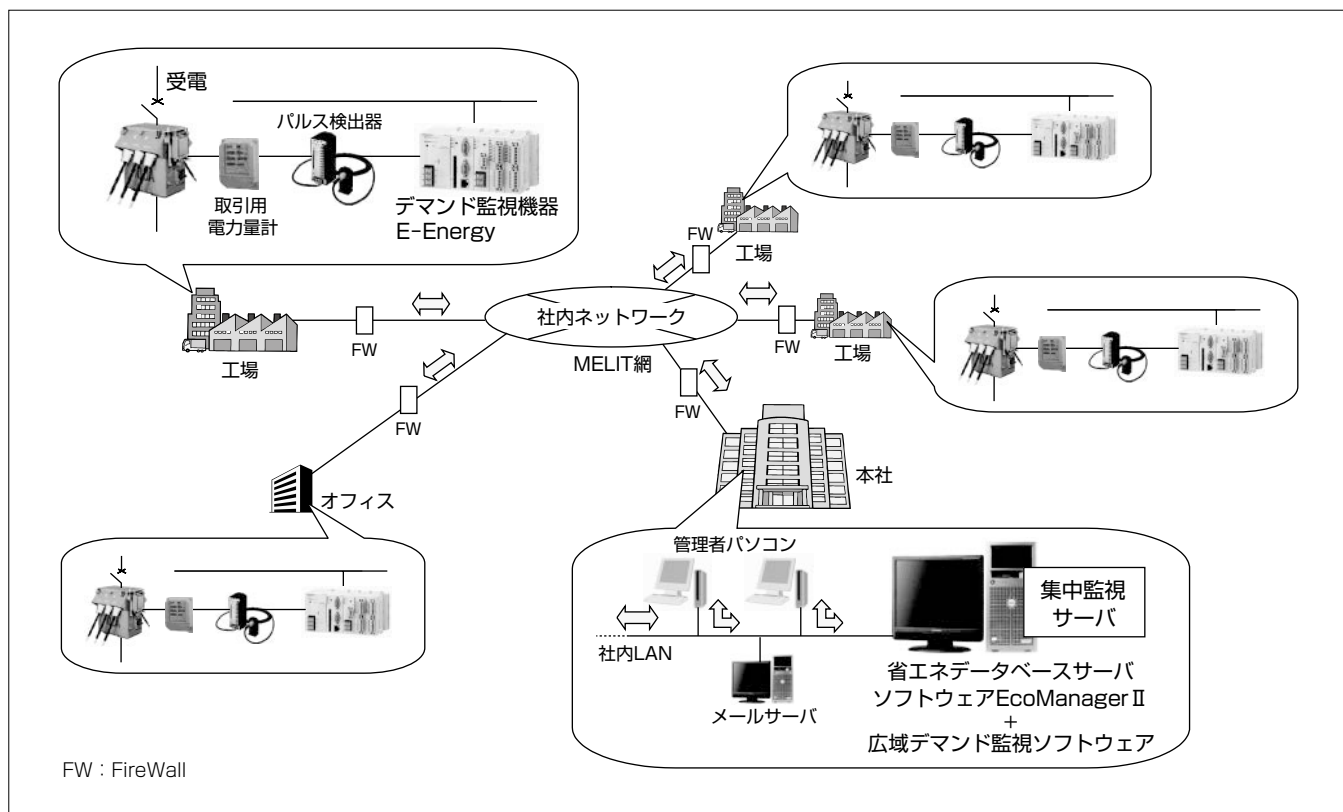 受電
パルス検出器
取引用
電力量計
デマンド監視機器
E-Energy
工場
FW
FW
工場
社内ネットワーク
MELIT網
FW
工場
FW
オフィス
FW
本社
管理者パソコン
社内LAN
メールサーバ
集中監視
サーバ
省エネデータベースサーバ
ソフトウェアEcoManagerⅡ
+
広域デマンド監視ソフトウェア
FW：FireWall